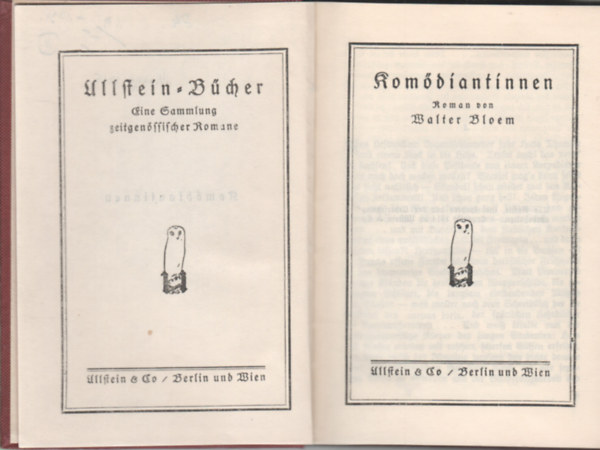 Ullstein=Bücher
Eine Sammlung
zeitgenössischer Romane
Ullstein & Co / Berlin und Wien
Komödiantinnen
Roman von
Walter Bloem
Ullstein & Co / Berlin und Wien